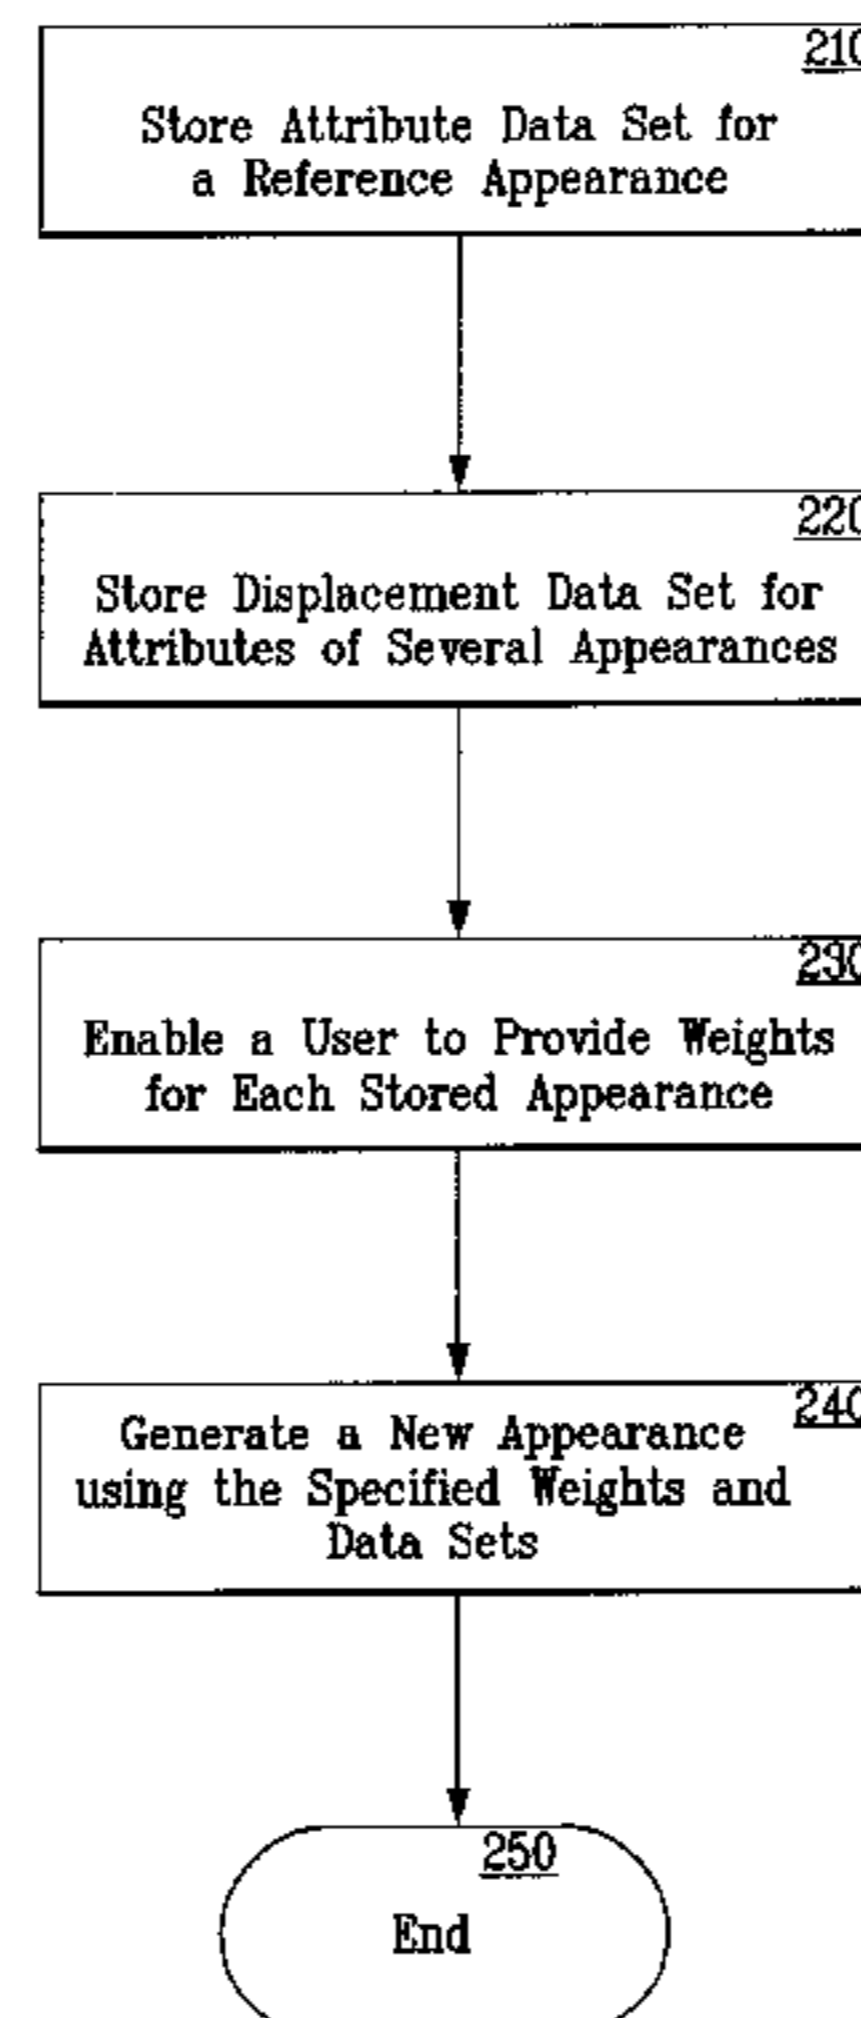 210
Store Attribute Data Set for
a Reference Appearance
220
Store Displacement Data Set for
Attributes of Several Appearances
230
Enable a User to Provide Weights
for Each Stored Appearance
240
Generate a New Appearance
using the Specified Weights and
Data Sets
250
End